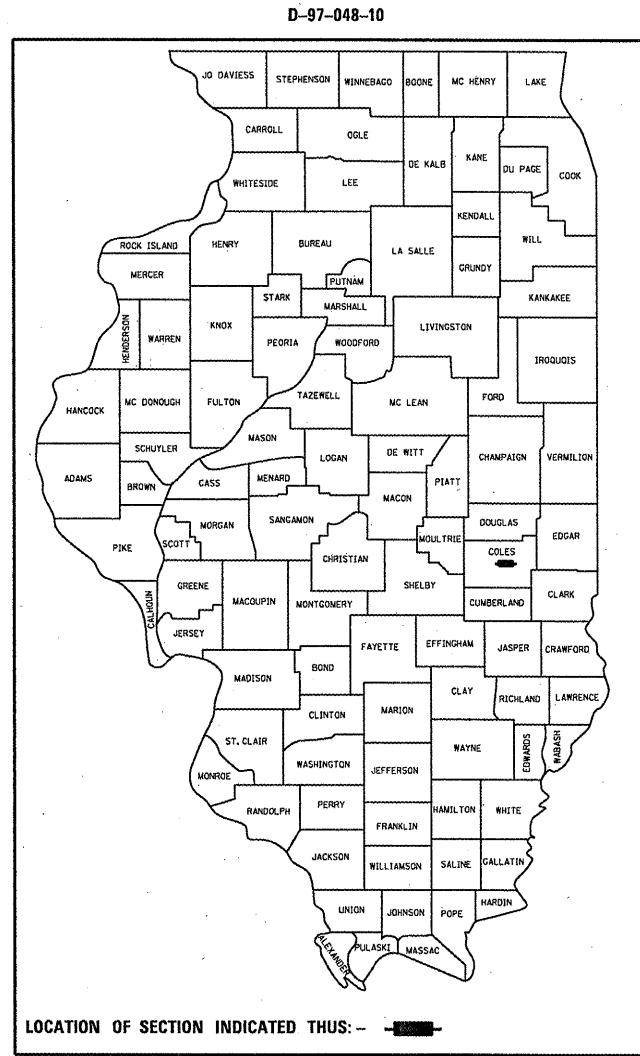 D-97-048-10
JO DAVIESS STEPHENSON WINNEBAGO BOONE MC HENRY LAKE
CARROLL OGLE DE KALB KANE DU PAGE COOK
WHITESIDE LEE
KENDALL
ROCK ISLAND HENRY BUREAU LA SALLE GRUNDY WILL
MERCER PUTNAM
STARK MARSHALL KANKAKEE
HENDERSON WARREN KNOX PEORIA WOODFORD LIVINGSTON IROQUOIS
HANCOCK MC DONOUGH FULTON TAZEWELL MC LEAN FORD
MASON
SCHUYLER LOGAN DE WITT CHAMPAIGN VERMILION
ADAMS BROWN CASS MENARD MACON PIATT
MORGAN SANGAMON DOUGLAS
PIKE SCOTT CHRISTIAN MOULTRIE COLES EDGAR
SHELBY
CALHOUN GREENE MACOUPIN MONTGOMERY CUMBERLAND CLARK
JERSEY
FAYETTE EFFINGHAM JASPER CRAWFORD
MADISON BOND
CLAY RICHLAND LAWRENCE
CLINTON MARION
ST. CLAIR WAYNE EDWARDS WABASH
WASHINGTON JEFFERSON
MONROE
RANDOLPH PERRY HAMILTON WHITE
FRANKLIN
JACKSON WILLIAMSON SALINE GALLATIN
UNION JOHNSON POPE HARDIN
ALEXANDER PULASKI MASSAC
LOCATION OF SECTION INDICATED THUS: -